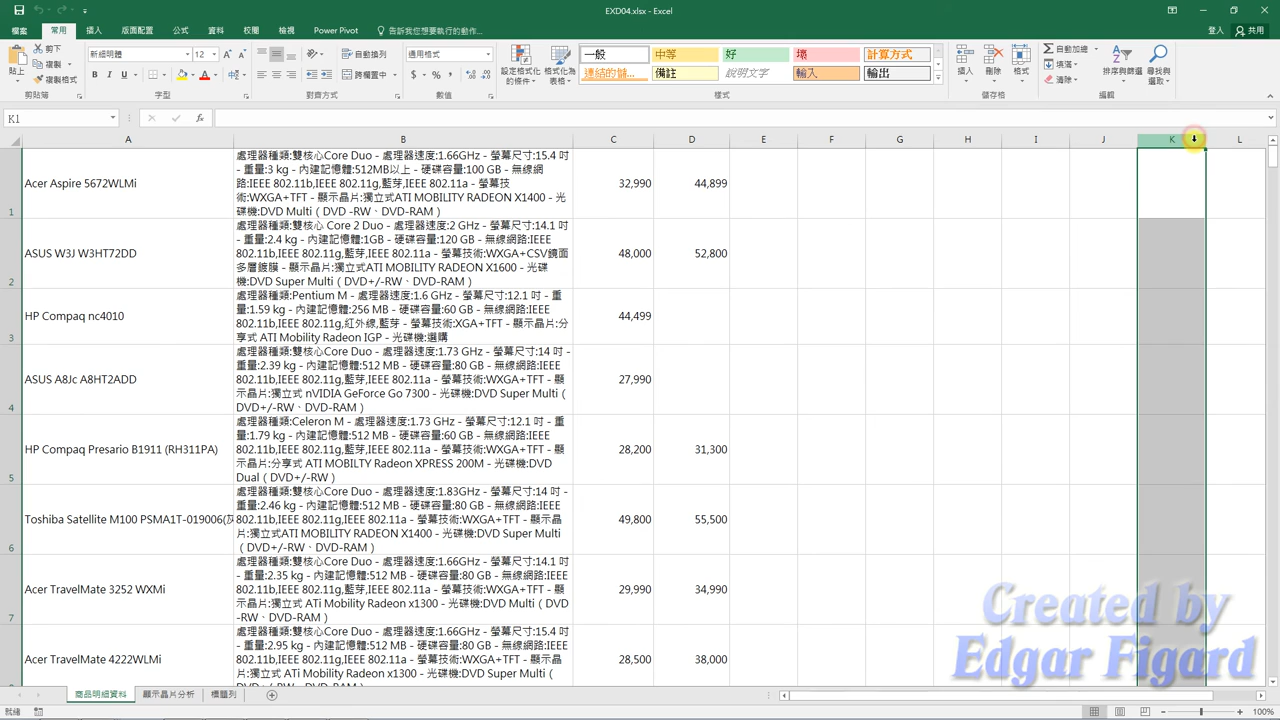 EXD04.xlsx - Excel
檔案 常用 插入 版面配置 公式 資料 校閱 檢視 Power Pivot 告訴我您想要執行的動作... 登入 共用
貼上 剪下 複製 複製格式 剪貼簿
新細明體 12 字型
自動換列 跨欄置中 對齊方式
通用格式 數值
設定格式化的條件 格式化為表格
一般 中等 好 壞 計算方式
連結的儲... 備註 說明文字 輸入 輸出
樣式
插入 刪除 格式 儲存格
自動加總 填滿 清除 排序與篩選 尋找與選取 編輯
K1
A B C D E F G H I K L
1 Acer Aspire 5672WLMi
處理器種類:雙核心Core Duo - 處理器速度:1.66GHz - 螢幕尺寸:15.4 吋
- 重量:3 kg - 內建記憶體:512MB以上 - 硬碟容量:100 GB - 無線網
路:IEEE 802.11b,IEEE 802.11g,藍芽,IEEE 802.11a - 螢幕技
術:WXGA+TFT - 顯示晶片:獨立式ATI MOBILITY RADEON X1400 - 光
碟機:DVD Multi（DVD -RW、DVD-RAM）
32,990 44,899
2 ASUS W3J W3HT72DD
處理器種類:雙核心 Core 2 Duo - 處理器速度:2 GHz - 螢幕尺寸:14.1 吋
- 重量:2.4 kg - 內建記憶體:1GB - 硬碟容量:120 GB - 無線網路:IEEE
802.11b,IEEE 802.11g,藍芽,IEEE 802.11a - 螢幕技術:WXGA+CSV鏡面
多層鍍膜 - 顯示晶片:獨立式ATI MOBILITY RADEON X1600 - 光碟
機:DVD Super Multi（DVD+/-RW、DVD-RAM）
48,000 52,800
3 HP Compaq nc4010
處理器種類:Pentium M - 處理器速度:1.6 GHz - 螢幕尺寸:12.1 吋 - 重
量:1.59 kg - 內建記憶體:256 MB - 硬碟容量:60 GB - 無線網路:IEEE
802.11b,IEEE 802.11g,紅外線,藍芽 - 螢幕技術:XGA+TFT - 顯示晶片:分
享式 ATI Mobility Radeon IGP - 光碟機:選購
44,499
4 ASUS A8Jc A8HT2ADD
處理器種類:雙核心Core Duo - 處理器速度:1.73 GHz - 螢幕尺寸:14 吋 -
重量:2.39 kg - 內建記憶體:512 MB - 硬碟容量:80 GB - 無線網路:IEEE
802.11b,IEEE 802.11g,藍芽,IEEE 802.11a - 螢幕技術:WXGA+TFT - 顯
示晶片:獨立式 nVIDIA GeForce Go 7300 - 光碟機:DVD Super Multi
（DVD+/-RW、DVD-RAM）
27,990
5 HP Compaq Presario B1911 (RH311PA)
處理器種類:Celeron M - 處理器速度:1.73 GHz - 螢幕尺寸:12.1 吋 - 重
量:1.79 kg - 內建記憶體:512 MB - 硬碟容量:60 GB - 無線網路:IEEE
802.11b,IEEE 802.11g,藍芽,IEEE 802.11a - 螢幕技術:WXGA+TFT - 顯
示晶片:分享式 ATI MOBILTY Radeon XPRESS 200M - 光碟機:DVD
Dual（DVD+/-RW）
28,200 31,300
6 Toshiba Satellite M100 PSMA1T-019006(灰
處理器種類:雙核心Core Duo - 處理器速度:1.83GHz - 螢幕尺寸:14 吋 -
重量:2.46 kg - 內建記憶體:512 MB - 硬碟容量:80 GB - 無線網路:IEEE
802.11b,IEEE 802.11g,藍芽,IEEE 802.11a - 螢幕技術:WXGA+TFT - 顯示晶
片:獨立式ATI MOBILITY RADEON X1400 - 光碟機:DVD Super Multi
（DVD+/-RW、DVD-RAM）
49,800 55,500
7 Acer TravelMate 3252 WXMi
處理器種類:雙核心Core Duo - 處理器速度:1.66GHz - 螢幕尺寸:14.1 吋
- 重量:2.35 kg - 內建記憶體:512 MB - 硬碟容量:80 GB - 無線網路:IEEE
802.11b,IEEE 802.11g,藍芽,IEEE 802.11a - 螢幕技術:WXGA+TFT - 顯示晶
片:獨立式 ATi Mobility Radeon x1300 - 光碟機:DVD Multi（DVD
-RW、DVD-RAM）
29,990 34,990
Acer TravelMate 4222WLMi
處理器種類:雙核心Core Duo - 處理器速度:1.66GHz - 螢幕尺寸:15.4 吋
- 重量:2.95 kg - 內建記憶體:512 MB - 硬碟容量:80 GB - 無線網路:IEEE
802.11b,IEEE 802.11g,藍芽,IEEE 802.11a - 螢幕技術:WXGA+TFT - 顯示晶
片:獨立式 ATi Mobility Radeon x1300 - 光碟機:DVD Super Multi
（DVD+/-RW、DVD-RAM）
28,500 38,000
商品明細資料 顯示晶片分析 標題列
就緒 100%
Created by